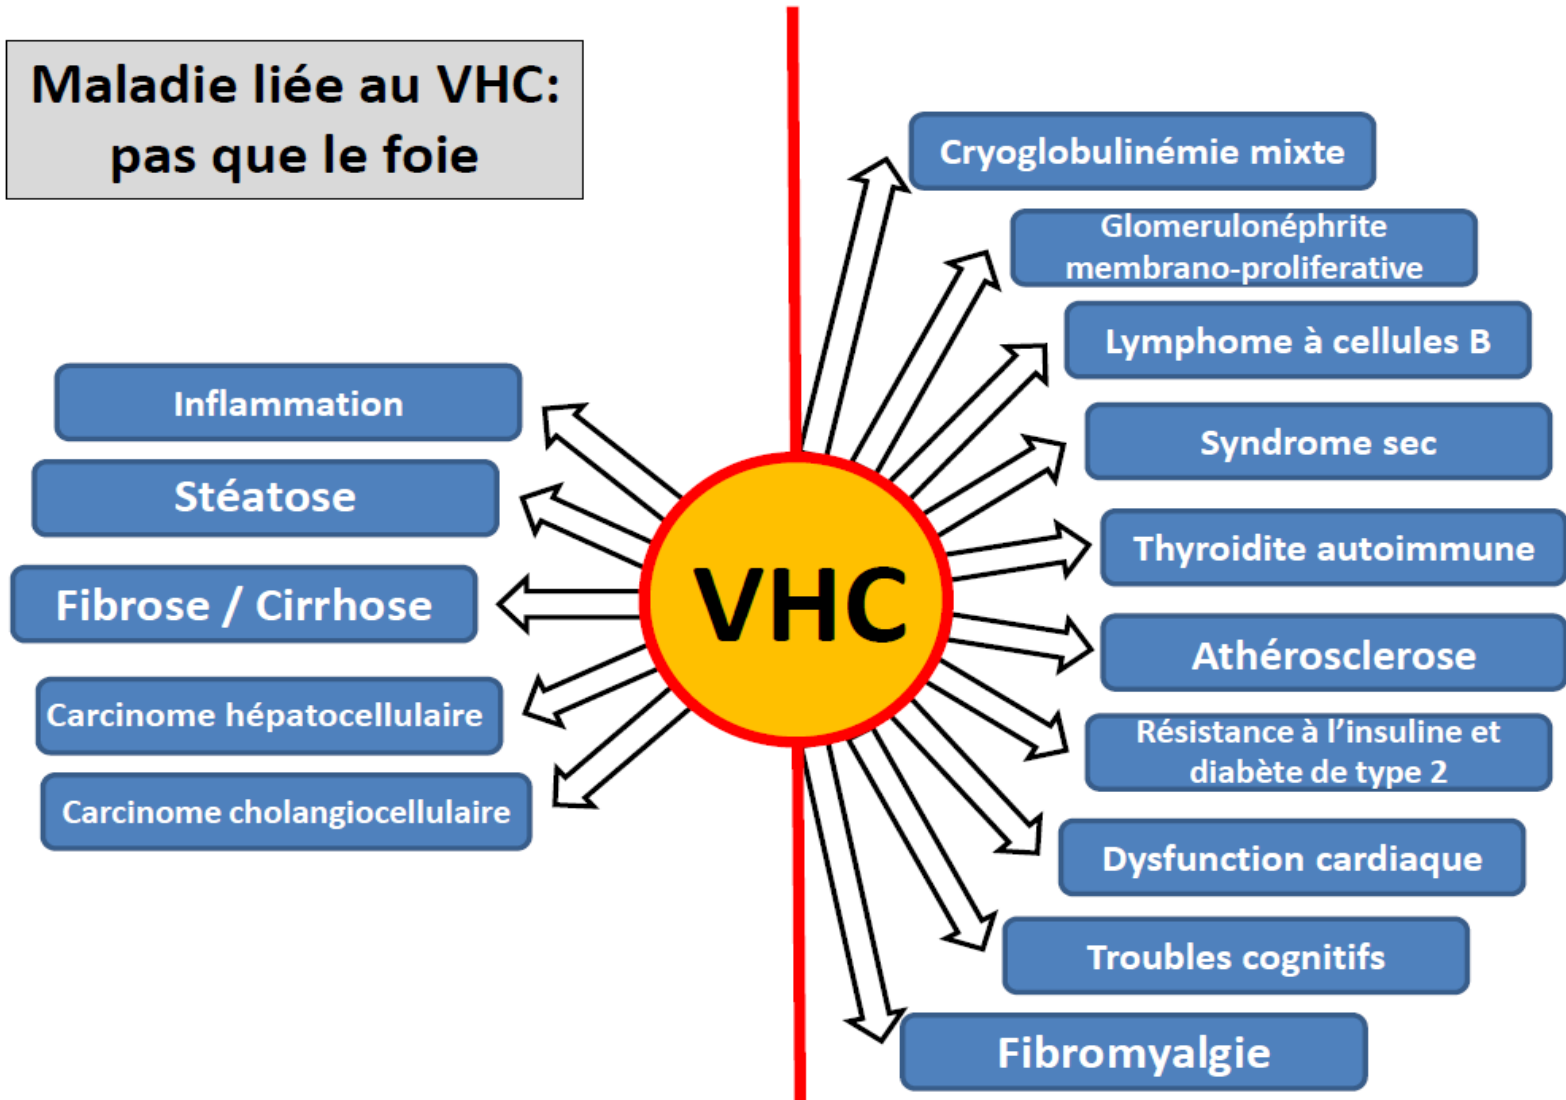 Maladie liée au VHC:
pas que le foie
Inflammation
Stéatose
Fibrose / Cirrhose
Carcinome hépatocellulaire
Carcinome cholangiocellulaire
VHC
Cryoglobulinémie mixte
Glomerulonéphrite
membrano-proliferative
Lymphome à cellules B
Syndrome sec
Thyroidite autoimmune
Athérosclerose
Résistance à l’insuline et
diabète de type 2
Dysfunction cardiaque
Troubles cognitifs
Fibromyalgie